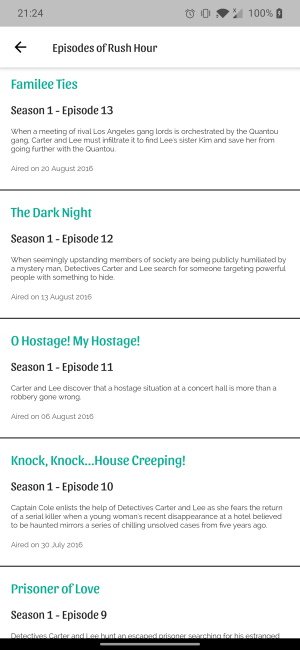 21:24
100%
Episodes of Rush Hour
Familee Ties
Season 1 - Episode 13
When a meeting of rival Los Angeles gang lords is orchestrated by the Quantou
gang, Carter and Lee must infiltrate it to find Lee's sister Kim and save her from
going further with the Quantou.
Aired on 20 August 2016
The Dark Night
Season 1 - Episode 12
When seemingly upstanding members of society are being publicly humiliated by
a mystery man, Detectives Carter and Lee search for someone targeting powerful
people with something to hide.
Aired on 13 August 2016
O Hostage! My Hostage!
Season 1 - Episode 11
Carter and Lee discover that a hostage situation at a concert hall is more than a
robbery gone wrong.
Aired on 06 August 2016
Knock, Knock...House Creeping!
Season 1 - Episode 10
Captain Cole enlists the help of Detectives Carter and Lee as she fears the return
of a serial killer when a young woman's recent disappearance at a hotel believed
to be haunted mirrors a series of chilling unsolved cases from five years ago.
Aired on 30 July 2016
Prisoner of Love
Season 1 - Episode 9
Detectives Carter and Lee hunt an escaped prisoner searching for his estranged